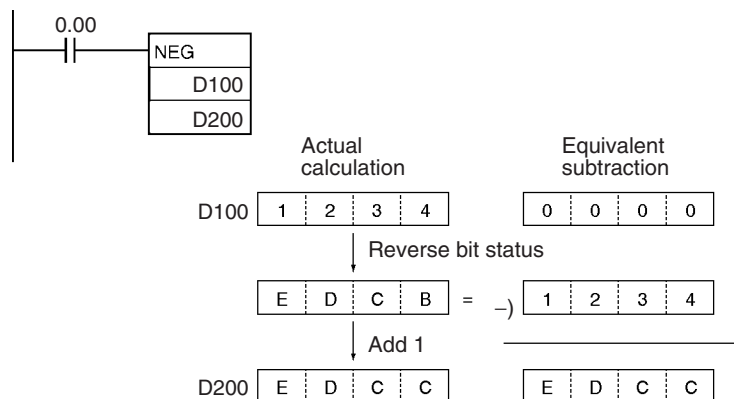 0.00
NEG
D100
D200
Actual calculation
Equivalent subtraction
D100 1 2 3 4 0 0 0 0
Reverse bit status
E D C B = –) 1 2 3 4
Add 1
D200 E D C C E D C C